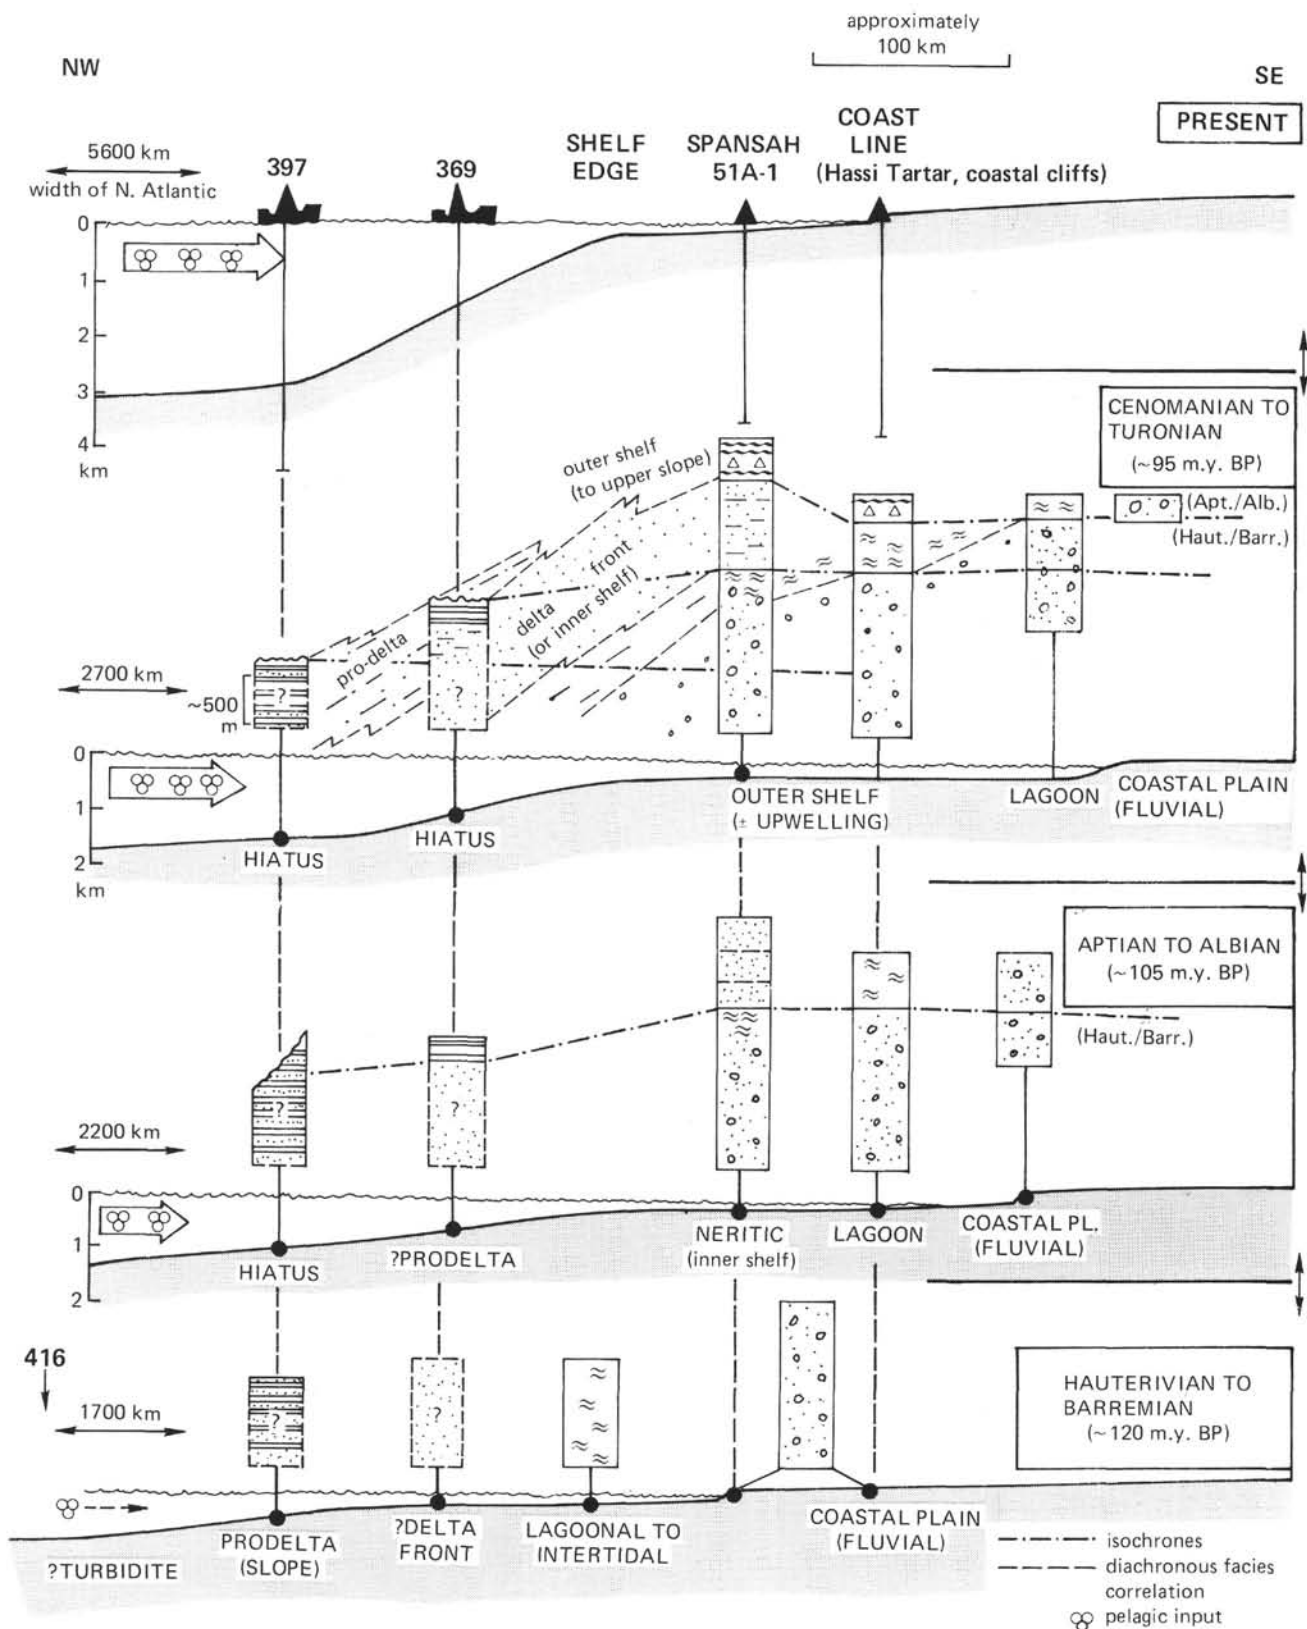 approximately
100 km
NW
SE
PRESENT
5600 km
width of N. Atlantic
397
369
SHELF
EDGE
SPANSAH
51A-1
COAST
LINE
(Hassi Tartar, coastal cliffs)
0
1
2
3
4
km
CENOMANIAN TO
TURONIAN
(~95 m.y. BP)
outer shelf
(to upper slope)
(Apt./Alb.)
(Haut./Barr.)
front
delta
(or inner shelf)
pro-delta
?
?
2700 km
~500
m
0
1
2
km
HIATUS
HIATUS
OUTER SHELF
(± UPWELLING)
LAGOON
COASTAL PLAIN
(FLUVIAL)
APTIAN TO ALBIAN
(~105 m.y. BP)
(Haut./Barr.)
?
?
2200 km
0
1
2
HIATUS
?PRODELTA
NERITIC
(inner shelf)
LAGOON
COASTAL PL.
(FLUVIAL)
416
1700 km
?
?
HAUTERIVIAN TO
BARREMIAN
(~120 m.y. BP)
?TURBIDITE
PRODELTA
(SLOPE)
?DELTA
FRONT
LAGOONAL TO
INTERTIDAL
COASTAL PLAIN
(FLUVIAL)
isochrones
diachronous facies
correlation
pelagic input